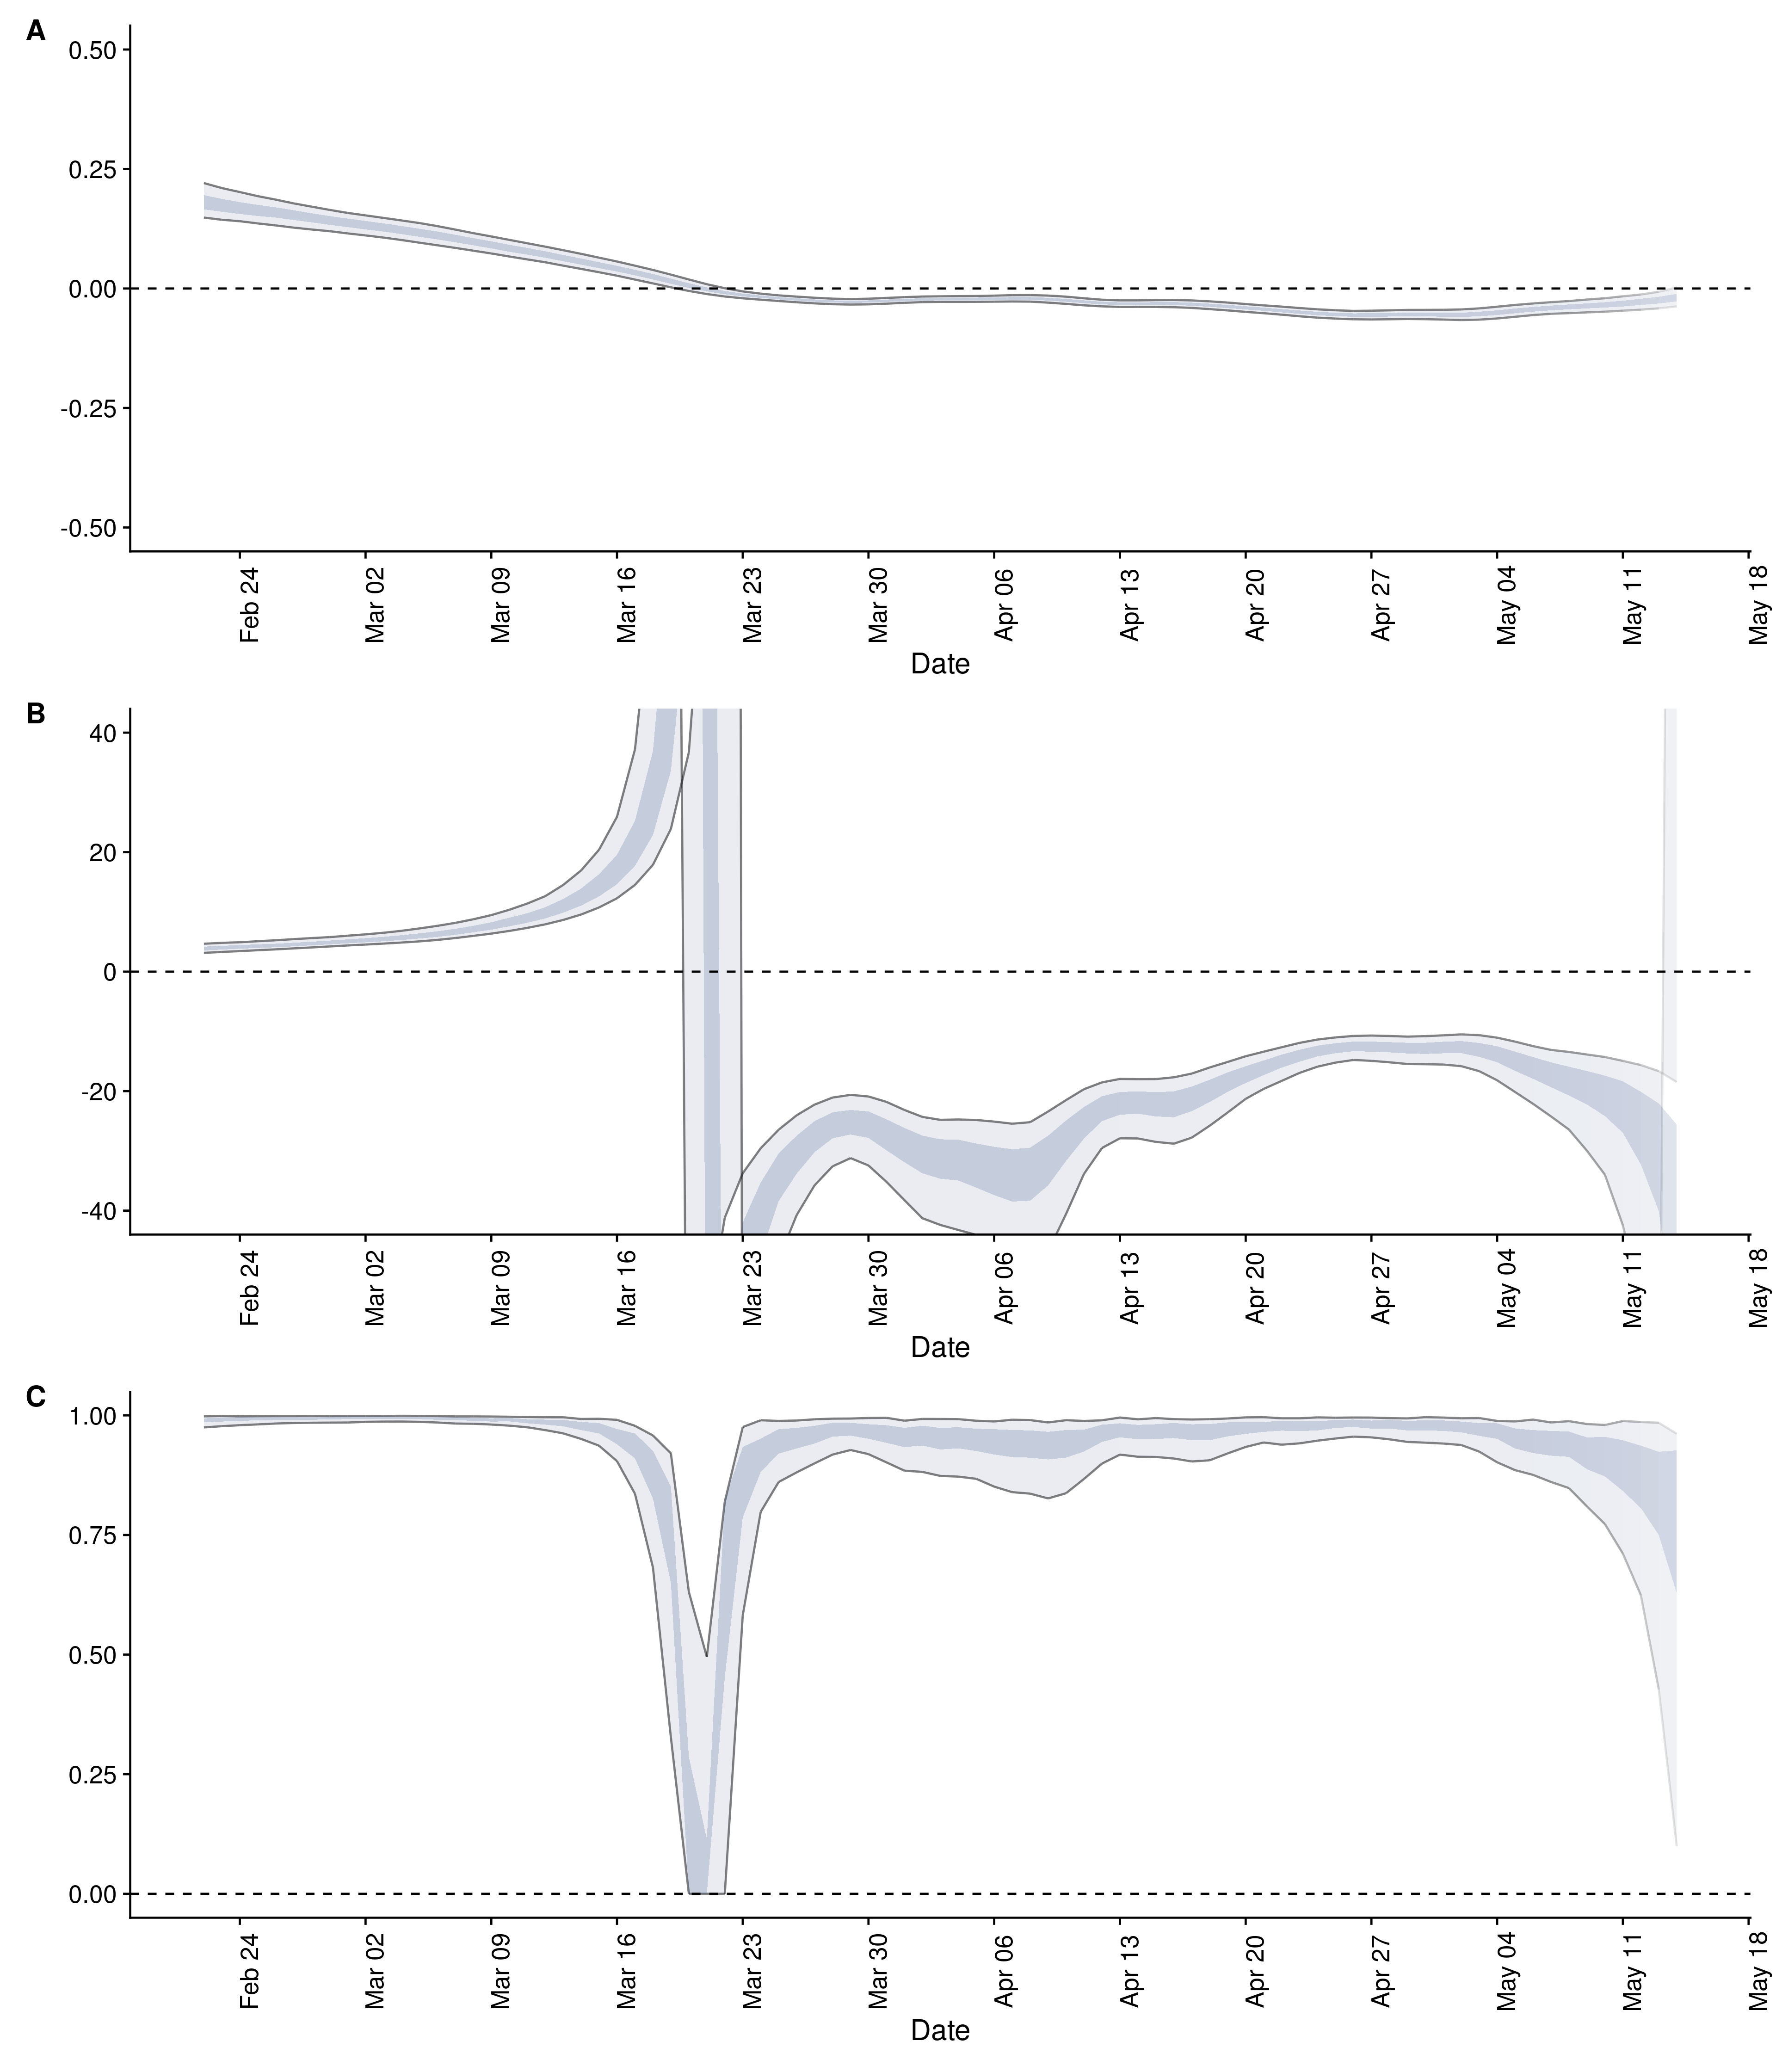 A
0.50
0.25
0.00
-0.25
-0.50
Feb 24
Mar 02
Mar 09
Mar 16
Mar 23
Mar 30
Apr 06
Apr 13
Apr 20
Apr 27
May 04
May 11
May 18
Date
B
40
20
0
-20
-40
Feb 24
Mar 02
Mar 09
Mar 16
Mar 23
Mar 30
Apr 06
Apr 13
Apr 20
Apr 27
May 04
May 11
May 18
Date
C
1.00
0.75
0.50
0.25
0.00
Feb 24
Mar 02
Mar 09
Mar 16
Mar 23
Mar 30
Apr 06
Apr 13
Apr 20
Apr 27
May 04
May 11
May 18
Date